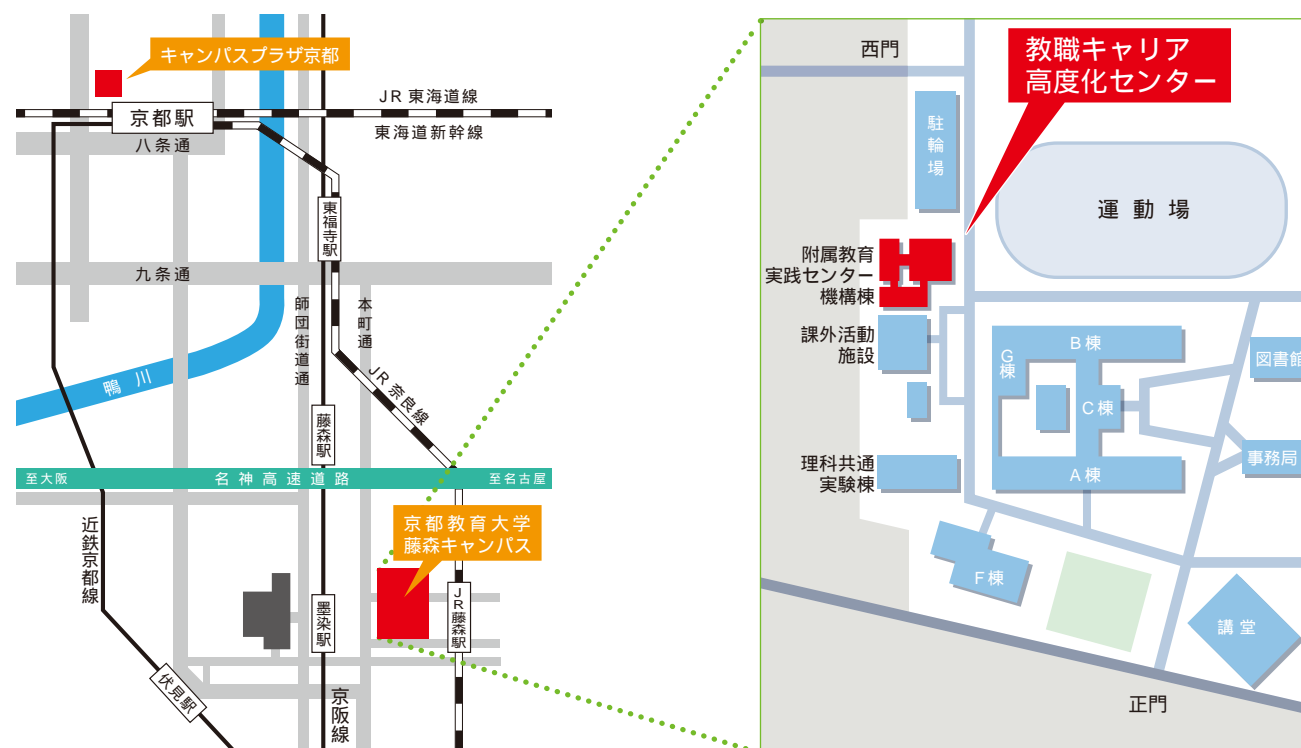 キャンパスプラザ京都
JR 東海道線
京都駅
東海道新幹線
八条通
東福寺駅
九条通
師団街道通
本町通
鴨川
JR 奈良線
藤森駅
至大阪
名神高速道路
至名古屋
京都教育大学
藤森キャンパス
近鉄京都線
墨染駅
JR藤森駅
伏見駅
京阪線
西門
教職キャリア
高度化センター
駐輪場
運動場
附属教育
実践センター
機構棟
課外活動
施設
G棟
B棟
図書館
C棟
理科共通
実験棟
A棟
事務局
F棟
講堂
正門